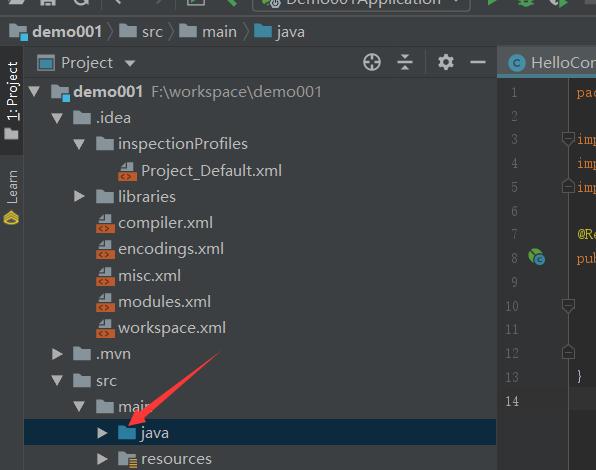 Demo001Application
demo001 src main java
Project
1: Project
Learn
demo001 F:\workspace\demo001
.idea
inspectionProfiles
Project_Default.xml
libraries
compiler.xml
encodings.xml
misc.xml
modules.xml
workspace.xml
.mvn
src
main
java
resources
HelloCon
1 pac
3 imp
4 imp
5 imp
7 @Re
8 pub
9
10
11
12
13 }
14